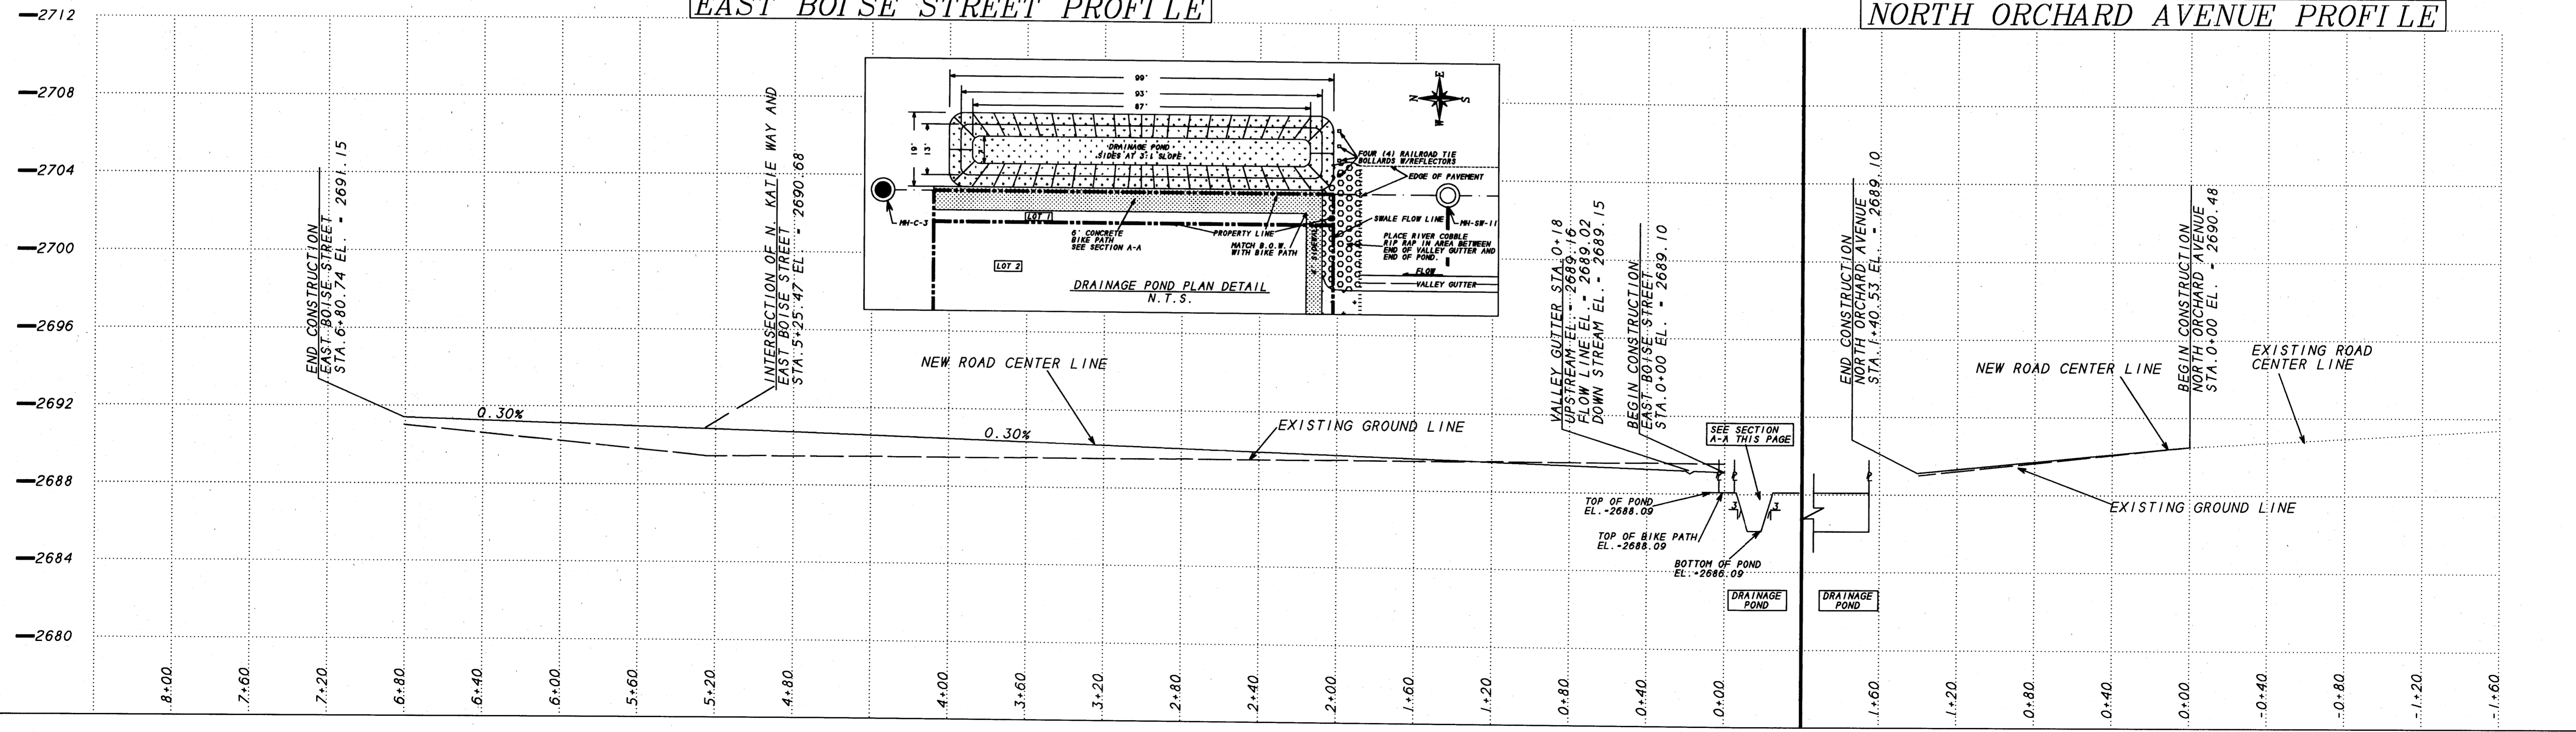 EAST BOISE STREET PROFILE
NORTH ORCHARD AVENUE PROFILE
2712
2708
2704
2700
2696
2692
2688
2684
2680
END CONSTRUCTION
EAST BOISE STREET
STA.6+80.74 EL. - 2691.15
INTERSECTION OF N. KATIE WAY AND
EAST BOISE STREET
STA.5+25.47 EL. - 2690.68
0.30%
NEW ROAD CENTER LINE
0.30%
EXISTING GROUND LINE
99'
93'
87'
19'
13'
7'
DRAINAGE POND
SIDES AT 3:1 SLOPE
N
E
S
W
FOUR (4) RAILROAD TIE
BOLLARDS W/REFLECTORS
EDGE OF PAVEMENT
MH-C-3
MH-SW-11
LOT 1
SWALE FLOW LINE
6' CONCRETE
BIKE PATH
SEE SECTION A-A
PROPERTY LINE
MATCH B.O.W.
WITH BIKE PATH
PLACE RIVER COBBLE
RIP RAP IN AREA BETWEEN
END OF VALLEY GUTTER AND
END OF POND.
LOT 2
FLOW
VALLEY GUTTER
DRAINAGE POND PLAN DETAIL
N.T.S.
VALLEY GUTTER STA.0+18
UPSTREAM EL.- 2689.16
FLOW LINE EL. - 2689.02
DOWN STREAM EL.- 2689.15
BEGIN CONSTRUCTION
EAST BOISE STREET
STA.0+00 EL. - 2689.10
SEE SECTION
A-A THIS PAGE
TOP OF POND
EL.-2688.09
TOP OF BIKE PATH
EL.-2688.09
BOTTOM OF POND
EL.-2686.09
3
3
DRAINAGE
POND
DRAINAGE
POND
END CONSTRUCTION
NORTH ORCHARD AVENUE
STA.1+40.53 EL. - 2689.10
NEW ROAD CENTER LINE
BEGIN CONSTRUCTION
NORTH ORCHARD AVENUE
STA.0+00 EL. - 2690.48
EXISTING ROAD
CENTER LINE
EXISTING GROUND LINE
8+00
7+60
7+20
6+80
6+40
6+00
5+60
5+20
4+80
4+00
3+60
3+20
2+80
2+40
2+00
1+60
1+20
0+80
0+40
0+00
1+60
1+20
0+80
0+40
0+00
-0+40
-0+80
-1+20
-1+60